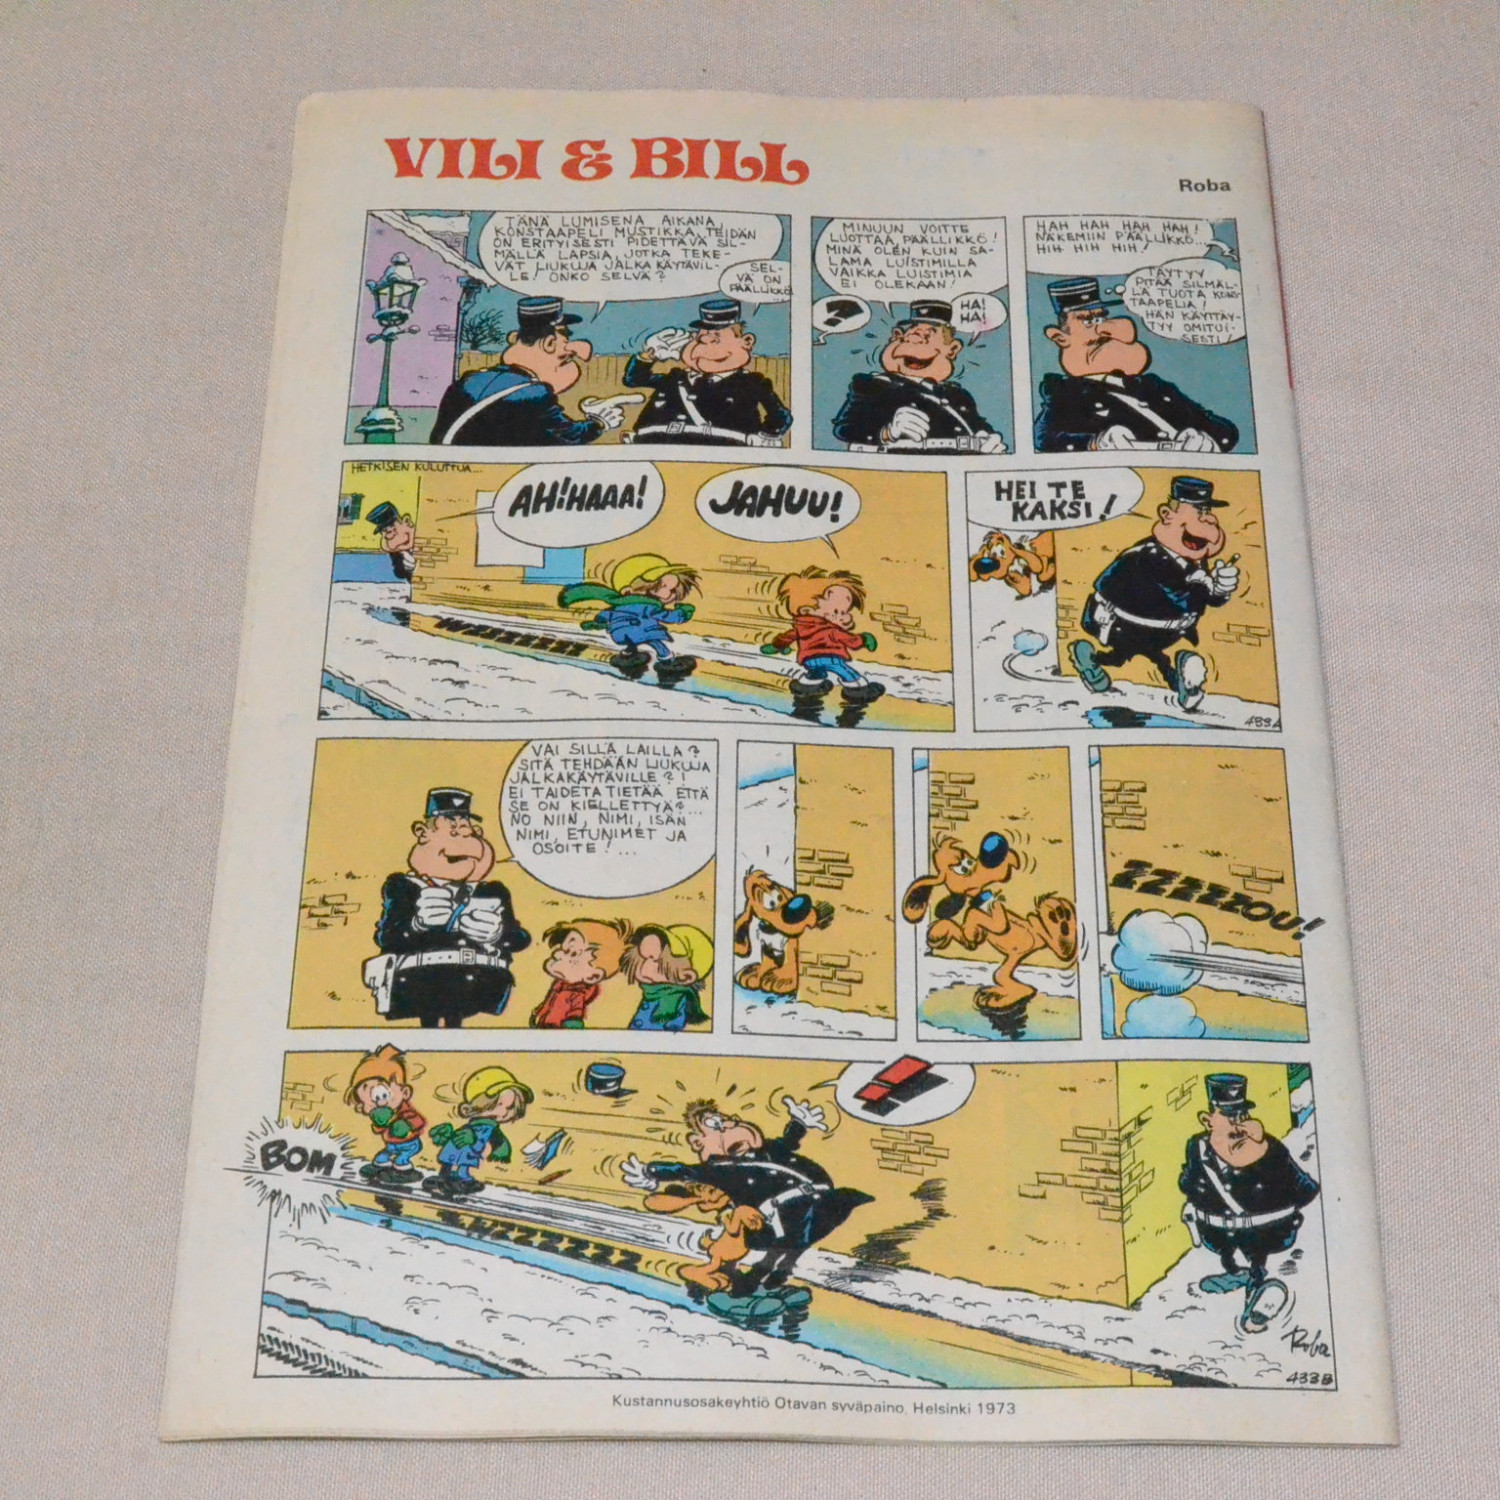 VILI & BILL
Roba
TÄNÄ LUMISENA AIKANA,
KONSTAAPELI MUSTIKKA, TEIDÄN
ON ERITYISESTI PIDETTÄVÄ SIL-
MÄLLÄ LAPSIA, JOTKA TEKE-
VÄT LIUKUJA JALKAKÄYTÄVIL-
LE! ONKO SELVÄ?
SEL-
VÄ ON
PÄÄLLIKKÖ
MINUUN VOITTE
LUOTTAA, PÄÄLLIKKÖ!
MINÄ OLEN KUIN SA-
LAMA LUISTIMILLA
VAIKKA LUISTIMIA
EI OLEKAAN!
?
HA!
HA!
HAH HAH HAH HAH!
NÄKEMIIN PÄÄLLIKKÖ...
HIH HIH HIH!
TÄYTYY
PITÄÄ SILMÄL-
LÄ TUOTA KONS-
TAAPELIA!
HÄN KÄYTTÄY-
TYY OMITUI-
SESTI!
HETKISEN KULUTTUA...
AH!HAAA!
JAHUU!
WIZZZZZZ
HEI TE
KAKSI!
433A
VAI SILLÄ LAILLA?
SITÄ TEHDÄÄN LIUKUJA
JALKAKÄYTÄVILLE?!
EI TAIDETA TIETÄÄ ETTÄ
SE ON KIELLETTYÄ?...
NO NIIN, NIMI, ISÄN
NIMI, ETUNIMET JA
OSOITE!...
ZZZZZOU!
BOM
WZZZZZZ
!
Roba
433B
Kustannusosakeyhtiö Otavan syväpaino, Helsinki 1973